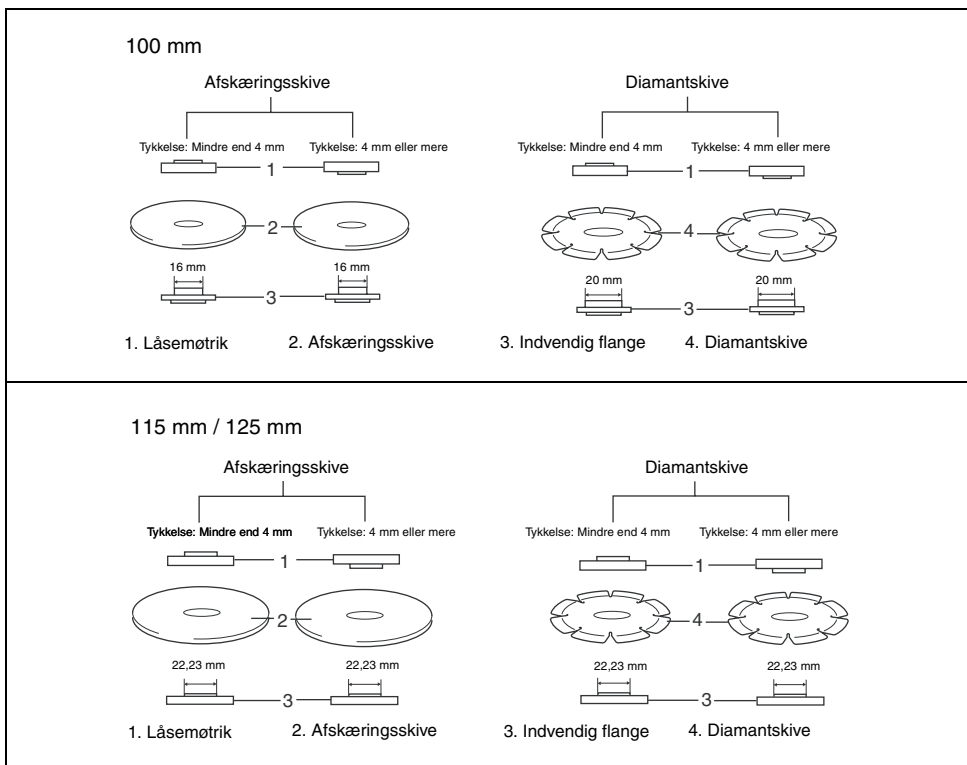 100 mm
Afskæringsskive Diamantskive
Tykkelse: Mindre end 4 mm Tykkelse: 4 mm eller mere Tykkelse: Mindre end 4 mm Tykkelse: 4 mm eller mere
1 1
2 4
16 mm 16 mm 20 mm 20 mm
3 3
1. Låsemøtrik 2. Afskæringsskive 3. Indvendig flange 4. Diamantskive
115 mm / 125 mm
Afskæringsskive Diamantskive
Tykkelse: Mindre end 4 mm Tykkelse: 4 mm eller mere Tykkelse: Mindre end 4 mm Tykkelse: 4 mm eller mere
1 1
2 4
22,23 mm 22,23 mm 22,23 mm 22,23 mm
3 3
1. Låsemøtrik 2. Afskæringsskive 3. Indvendig flange 4. Diamantskive